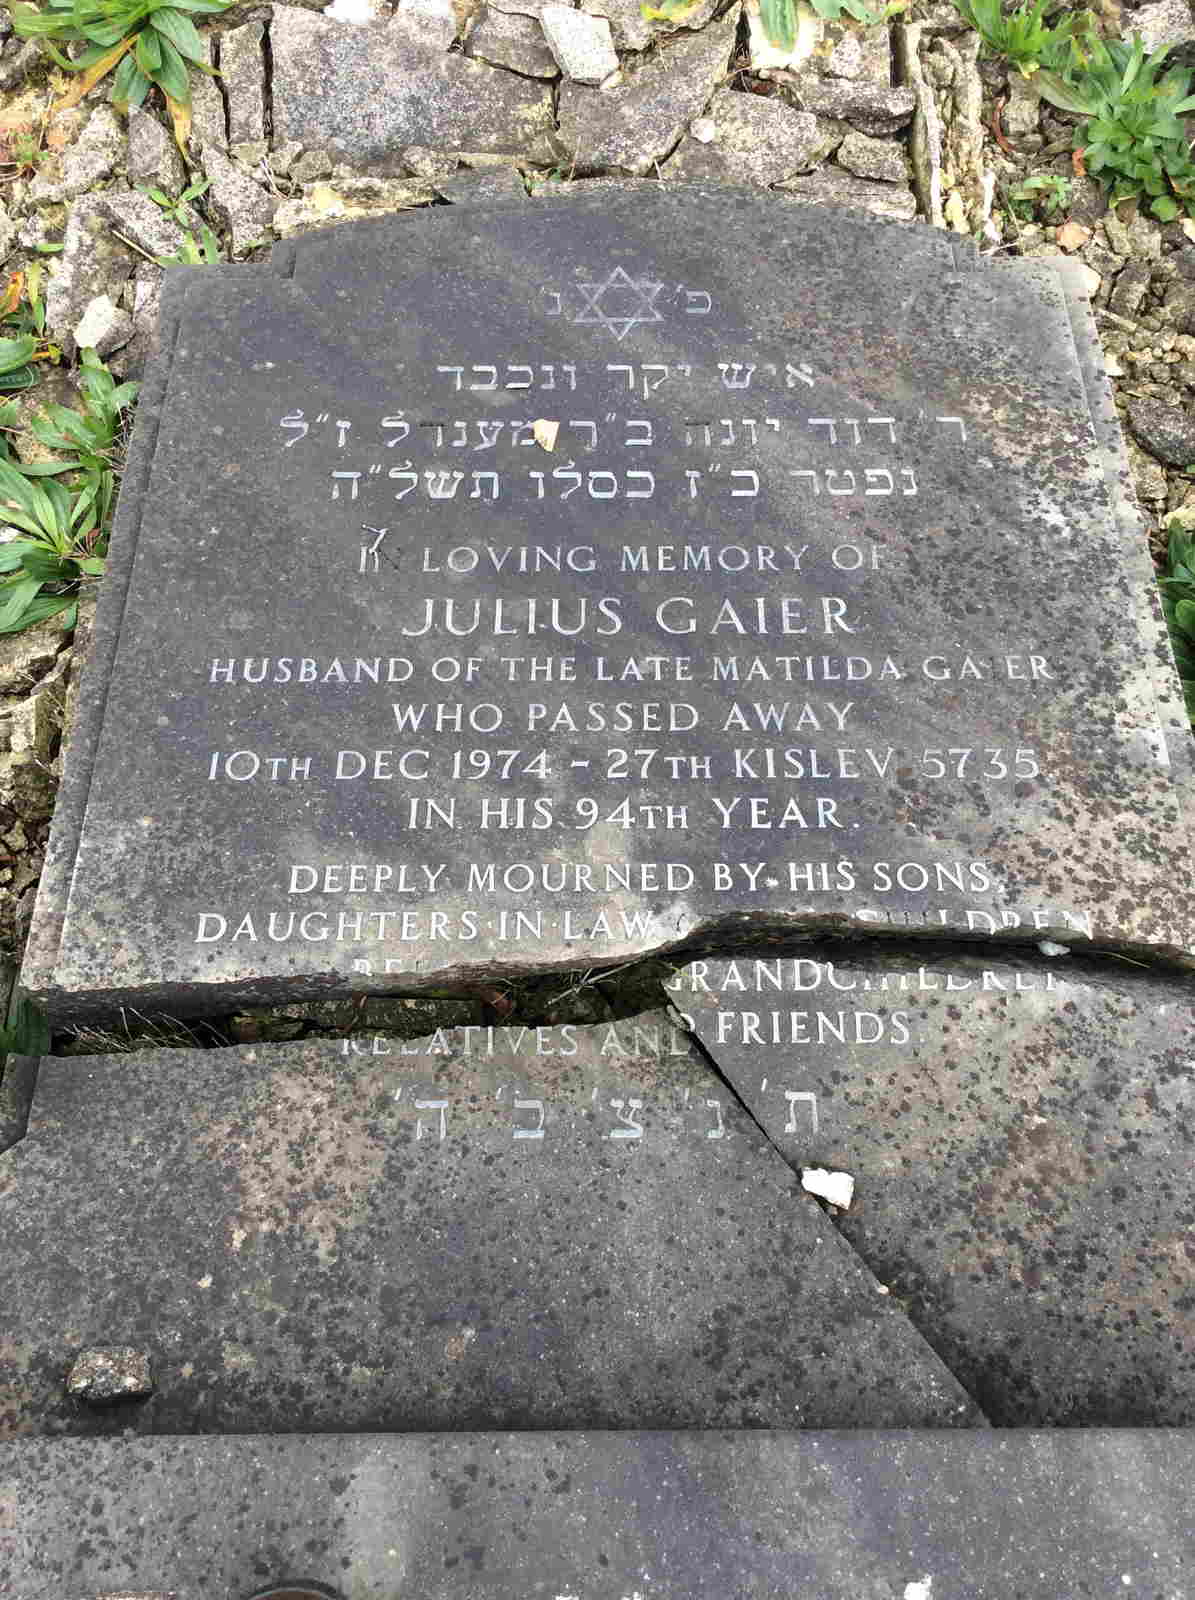 פ׳ נ׳
איש יקר ונכבד
ר׳ דוד יונה ב״ר מענדל ז״ל
נפטר כ״ז כסלו תשל״ה
IN LOVING MEMORY OF
JULIUS GAIER
HUSBAND OF THE LATE MATILDA GAIER
WHO PASSED AWAY
10TH DEC 1974 - 27TH KISLEV 5735
IN HIS 94TH YEAR.
DEEPLY MOURNED BY HIS SONS,
DAUGHTERS·IN·LAW
GRANDCHILDREN
RELATIVES AND FRIENDS.
ת׳ נ׳ צ׳ ב׳ ה׳